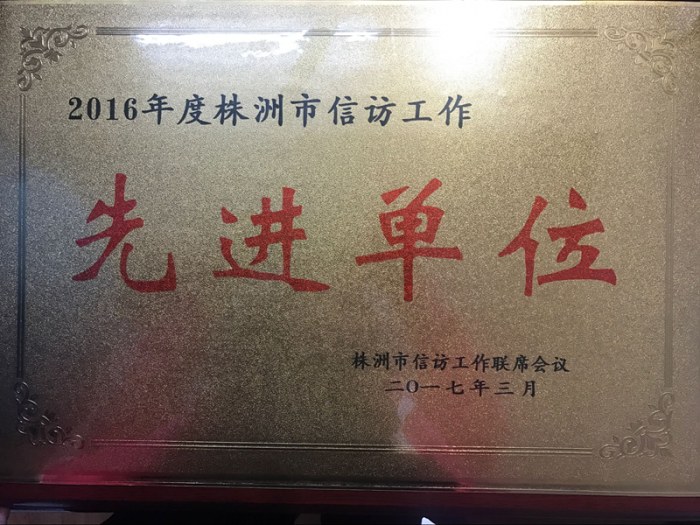 2016年度株洲市信访工作
先进单位
株洲市信访工作联席会议
二O一七年三月